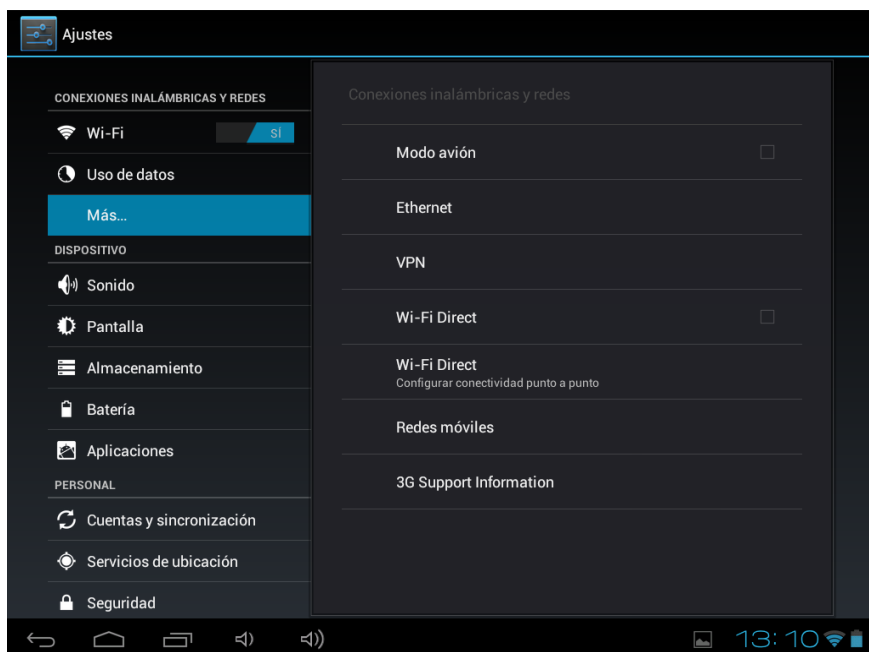 Ajustes
CONEXIONES INALÁMBRICAS Y REDES
Wi-Fi
SÍ
Uso de datos
Más...
DISPOSITIVO
Sonido
Pantalla
Almacenamiento
Batería
Aplicaciones
PERSONAL
Cuentas y sincronización
Servicios de ubicación
Seguridad
Conexiones inalámbricas y redes
Modo avión
Ethernet
VPN
Wi-Fi Direct
Wi-Fi Direct
Configurar conectividad punto a punto
Redes móviles
3G Support Information
13:10